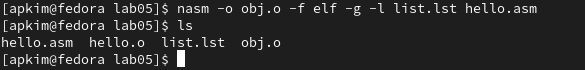 [apkim@fedora lab05]$ nasm -o obj.o -f elf -g -l list.lst hello.asm
[apkim@fedora lab05]$ ls
hello.asm  hello.o  list.lst  obj.o
[apkim@fedora lab05]$